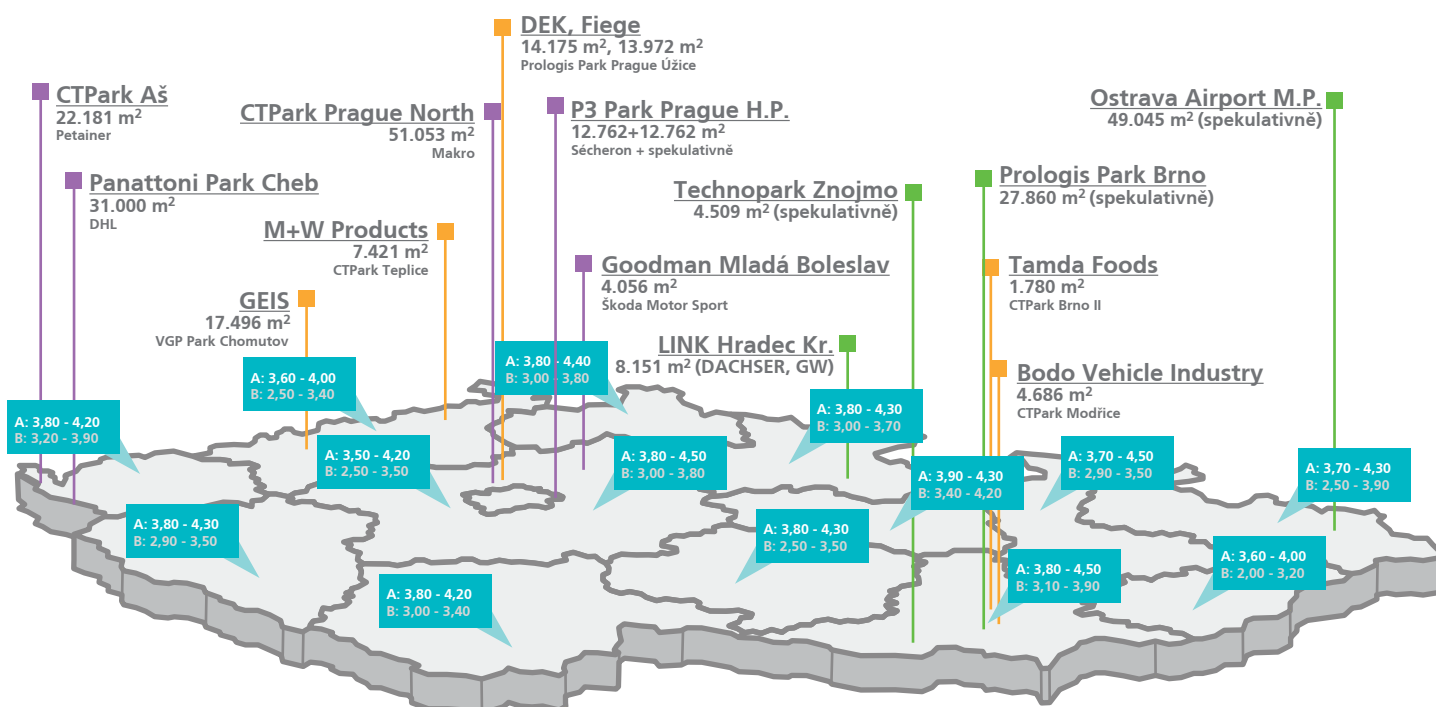 DEK, Fiege
14.175 m², 13.972 m²
Prologis Park Prague Úžice
CTPark Aš
22.181 m²
Petainer
CTPark Prague North
51.053 m²
Makro
P3 Park Prague H.P.
12.762+12.762 m²
Sécheron + spekulativně
Ostrava Airport M.P.
49.045 m² (spekulativně)
Panattoni Park Cheb
31.000 m²
DHL
Technopark Znojmo
4.509 m² (spekulativně)
Prologis Park Brno
27.860 m² (spekulativně)
M+W Products
7.421 m²
CTPark Teplice
Goodman Mladá Boleslav
4.056 m²
Škoda Motor Sport
Tamda Foods
1.780 m²
CTPark Brno II
GEIS
17.496 m²
VGP Park Chomutov
LINK Hradec Kr.
8.151 m² (DACHSER, GW)
Bodo Vehicle Industry
4.686 m²
CTPark Modřice
A: 3,80 - 4,40
B: 3,00 - 3,80
A: 3,60 - 4,00
B: 2,50 - 3,40
A: 3,80 - 4,20
B: 3,20 - 3,90
A: 3,80 - 4,30
B: 3,00 - 3,70
A: 3,50 - 4,20
B: 2,50 - 3,50
A: 3,80 - 4,50
B: 3,00 - 3,80
A: 3,90 - 4,30
B: 3,40 - 4,20
A: 3,70 - 4,50
B: 2,90 - 3,50
A: 3,70 - 4,30
B: 2,50 - 3,90
A: 3,80 - 4,30
B: 2,90 - 3,50
A: 3,80 - 4,30
B: 2,50 - 3,50
A: 3,80 - 4,50
B: 3,10 - 3,90
A: 3,60 - 4,00
B: 2,00 - 3,20
A: 3,80 - 4,20
B: 3,00 - 3,40